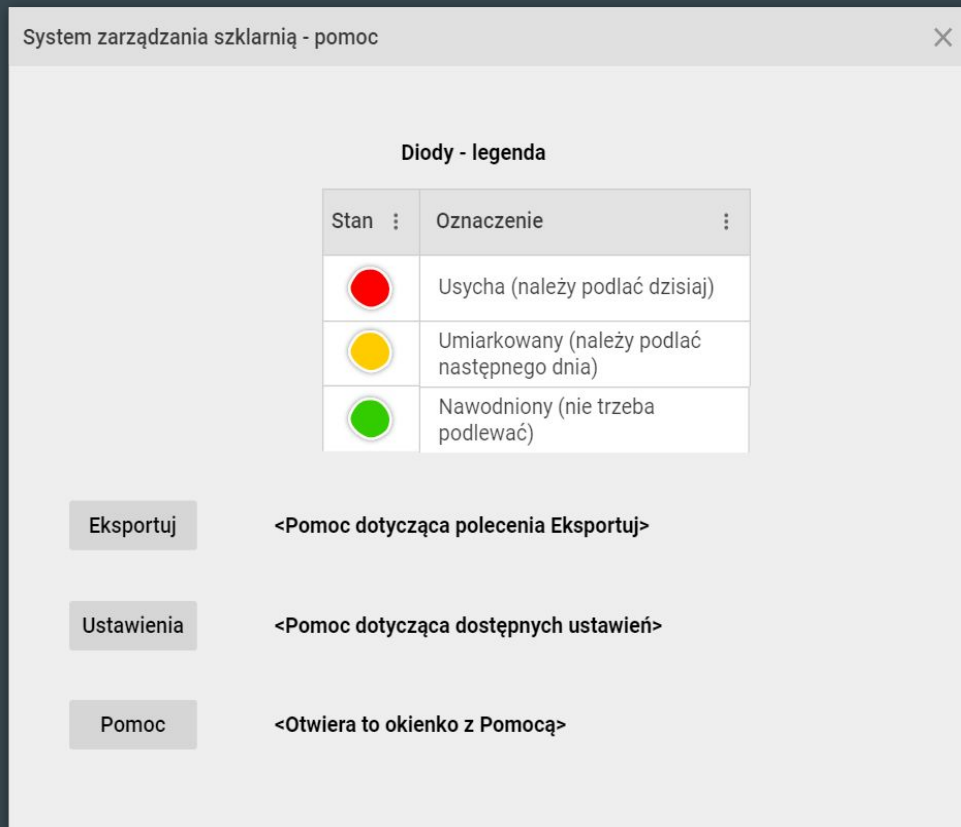 System zarządzania szklarnią - pomoc
Diody - legenda
Stan
Oznaczenie
Usycha (należy podlać dzisiaj)
Umiarkowany (należy podlać
następnego dnia)
Nawodniony (nie trzeba
podlewać)
Eksportuj
<Pomoc dotycząca polecenia Eksportuj>
Ustawienia
<Pomoc dotycząca dostępnych ustawień>
Pomoc
<Otwiera to okienko z Pomocą>